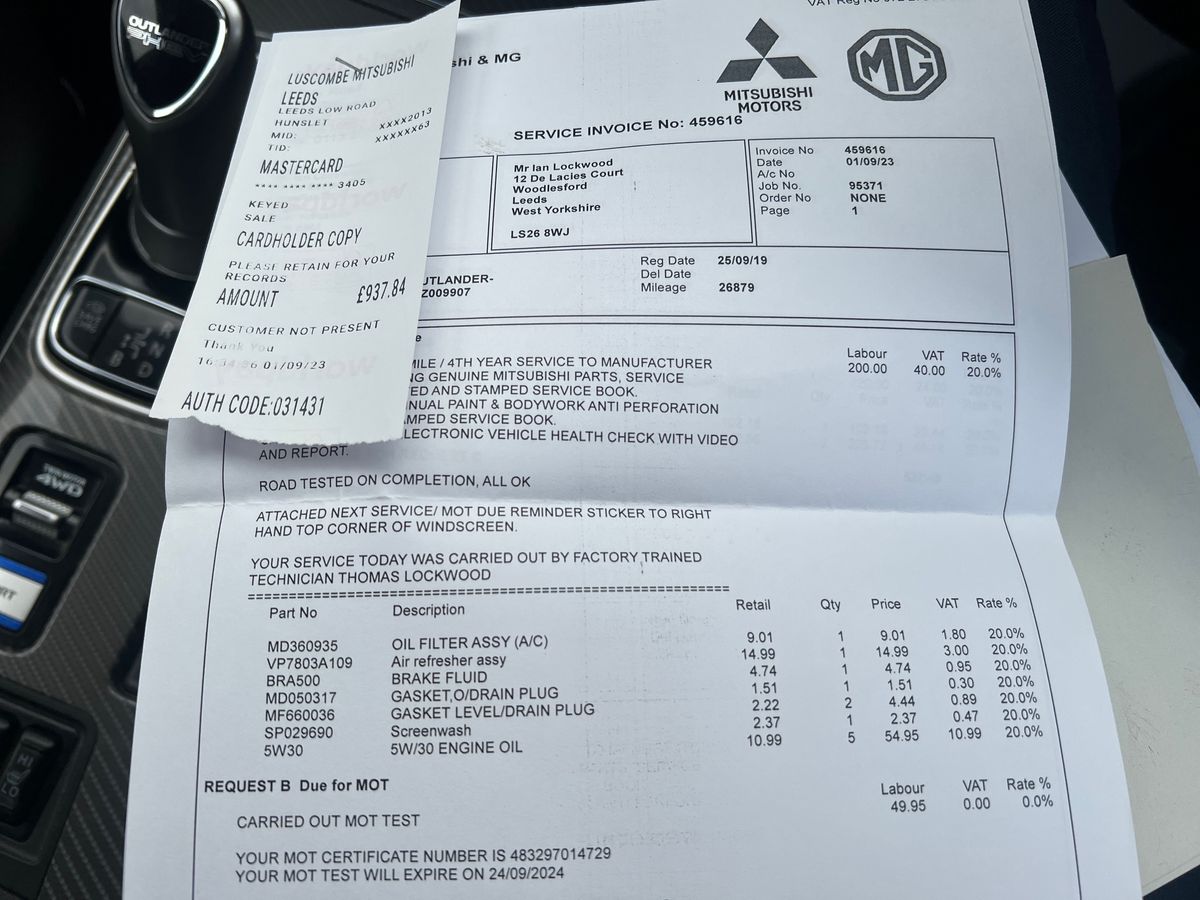 OUTLANDER
PHEV
LUSCOMBE MITSUBISHI
LEEDS
LEEDS LOW ROAD
HUNSLET
MID: XXXX2013
TID: XXXXXX63
MASTERCARD
**** **** **** 3405
KEYED
SALE
CARDHOLDER COPY
PLEASE RETAIN FOR YOUR
RECORDS
AMOUNT £937.84
CUSTOMER NOT PRESENT
Thank You
01/09/23
AUTH CODE:031431
VAT Reg No
shi & MG
MITSUBISHI
MOTORS
MG
SERVICE INVOICE No: 459616
Mr Ian Lockwood
12 De Lacies Court
Woodlesford
Leeds
West Yorkshire
LS26 8WJ
Invoice No 459616
Date 01/09/23
A/c No
Job No. 95371
Order No NONE
Page 1
UTLANDER-
Z009907
Reg Date 25/09/19
Del Date
Mileage 26879
e
Labour VAT Rate %
MILE / 4TH YEAR SERVICE TO MANUFACTURER 200.00 40.00 20.0%
NG GENUINE MITSUBISHI PARTS, SERVICE
ED AND STAMPED SERVICE BOOK.
NUAL PAINT & BODYWORK ANTI PERFORATION
AMPED SERVICE BOOK.
LECTRONIC VEHICLE HEALTH CHECK WITH VIDEO
AND REPORT.
ROAD TESTED ON COMPLETION, ALL OK
ATTACHED NEXT SERVICE/ MOT DUE REMINDER STICKER TO RIGHT
HAND TOP CORNER OF WINDSCREEN.
YOUR SERVICE TODAY WAS CARRIED OUT BY FACTORY TRAINED
TECHNICIAN THOMAS LOCKWOOD
Part No Description Retail Qty Price VAT Rate %
MD360935 OIL FILTER ASSY (A/C) 9.01 1 9.01 1.80 20.0%
VP7803A109 Air refresher assy 14.99 1 14.99 3.00 20.0%
BRA500 BRAKE FLUID 4.74 1 4.74 0.95 20.0%
MD050317 GASKET,O/DRAIN PLUG 1.51 1 1.51 0.30 20.0%
MF660036 GASKET LEVEL/DRAIN PLUG 2.22 2 4.44 0.89 20.0%
SP029690 Screenwash 2.37 1 2.37 0.47 20.0%
5W30 5W/30 ENGINE OIL 10.99 5 54.95 10.99 20.0%
REQUEST B Due for MOT
Labour VAT Rate %
49.95 0.00 0.0%
CARRIED OUT MOT TEST
YOUR MOT CERTIFICATE NUMBER IS 483297014729
YOUR MOT TEST WILL EXPIRE ON 24/09/2024
4WD
HI
LO
R
N
B D